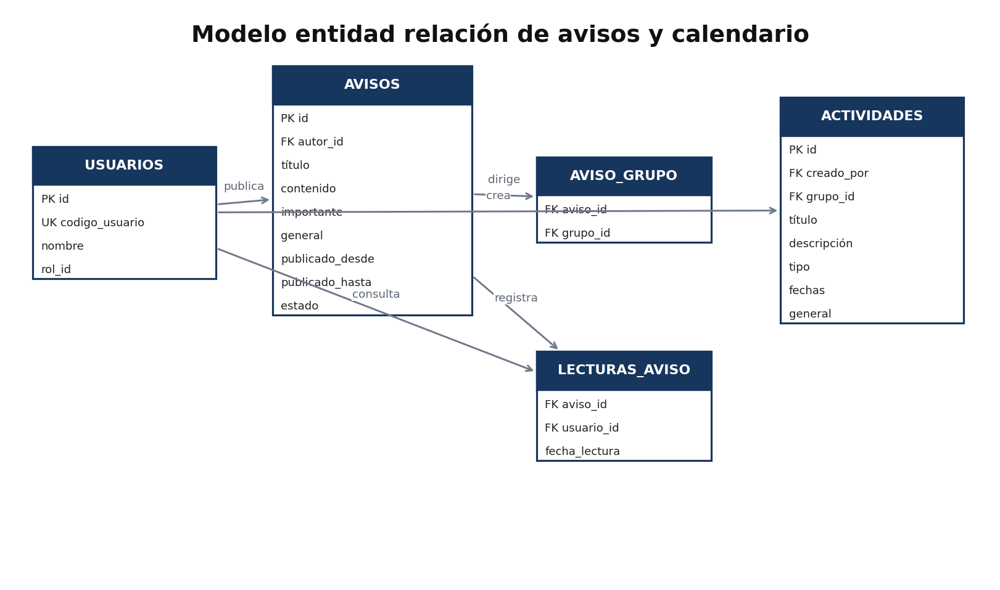 Modelo entidad relación de avisos y calendario
USUARIOS
PK id
UK codigo_usuario
nombre
rol_id
publica
AVISOS
PK id
FK autor_id
título
contenido
importante
general
publicado_desde
publicado_hasta
estado
consulta
dirige
crea
registra
AVISO_GRUPO
FK aviso_id
FK grupo_id
LECTURAS_AVISO
FK aviso_id
FK usuario_id
fecha_lectura
ACTIVIDADES
PK id
FK creado_por
FK grupo_id
título
descripción
tipo
fechas
general